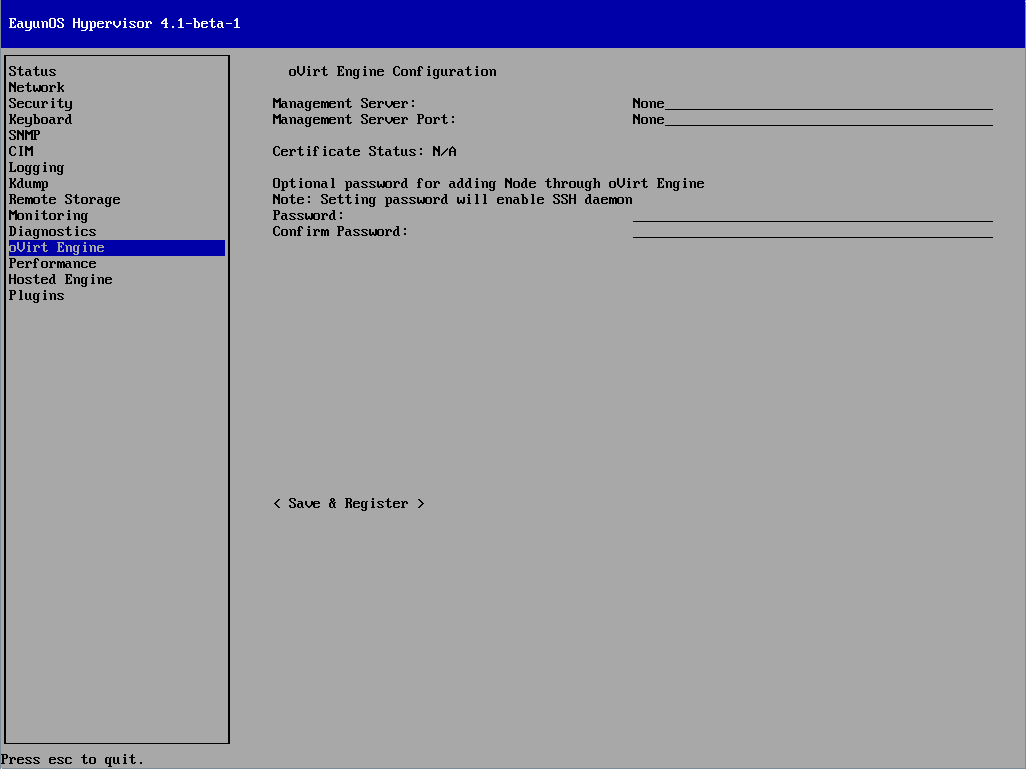 EayunOS Hypervisor 4.1-beta-1
Status
Network
Security
Keyboard
SNMP
CIM
Logging
Kdump
Remote Storage
Monitoring
Diagnostics
oVirt Engine
Performance
Hosted Engine
Plugins
oVirt Engine Configuration
Management Server: None
Management Server Port: None
Certificate Status: N/A
Optional password for adding Node through oVirt Engine
Note: Setting password will enable SSH daemon
Password:
Confirm Password:
< Save & Register >
Press esc to quit.